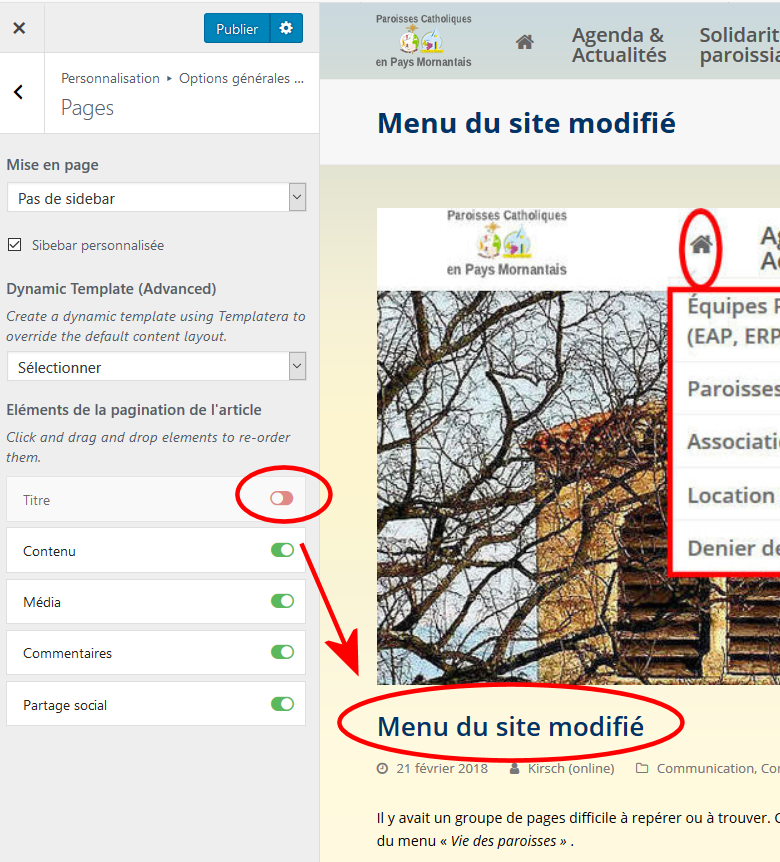 Publier
Personnalisation ▸ Options générales ...
Pages
Mise en page
Pas de sidebar
Sibebar personnalisée
Dynamic Template (Advanced)
Create a dynamic template using Templatera to
override the default content layout.
Sélectionner
Eléments de la pagination de l'article
Click and drag and drop elements to re-order
them.
Titre
Contenu
Média
Commentaires
Partage social
Paroisses Catholiques
en Pays Mornantais
Agenda &
Actualités
Solidarit
paroissia
Menu du site modifié
Paroisses Catholiques
en Pays Mornantais
Ag
Ac
Équipes P
(EAP, ERP
Paroisses
Associatio
Location
Denier de
Menu du site modifié
21 février 2018 Kirsch (online) Communication, Co
Il y avait un groupe de pages difficile à repérer ou à trouver. C
du menu « Vie des paroisses » .